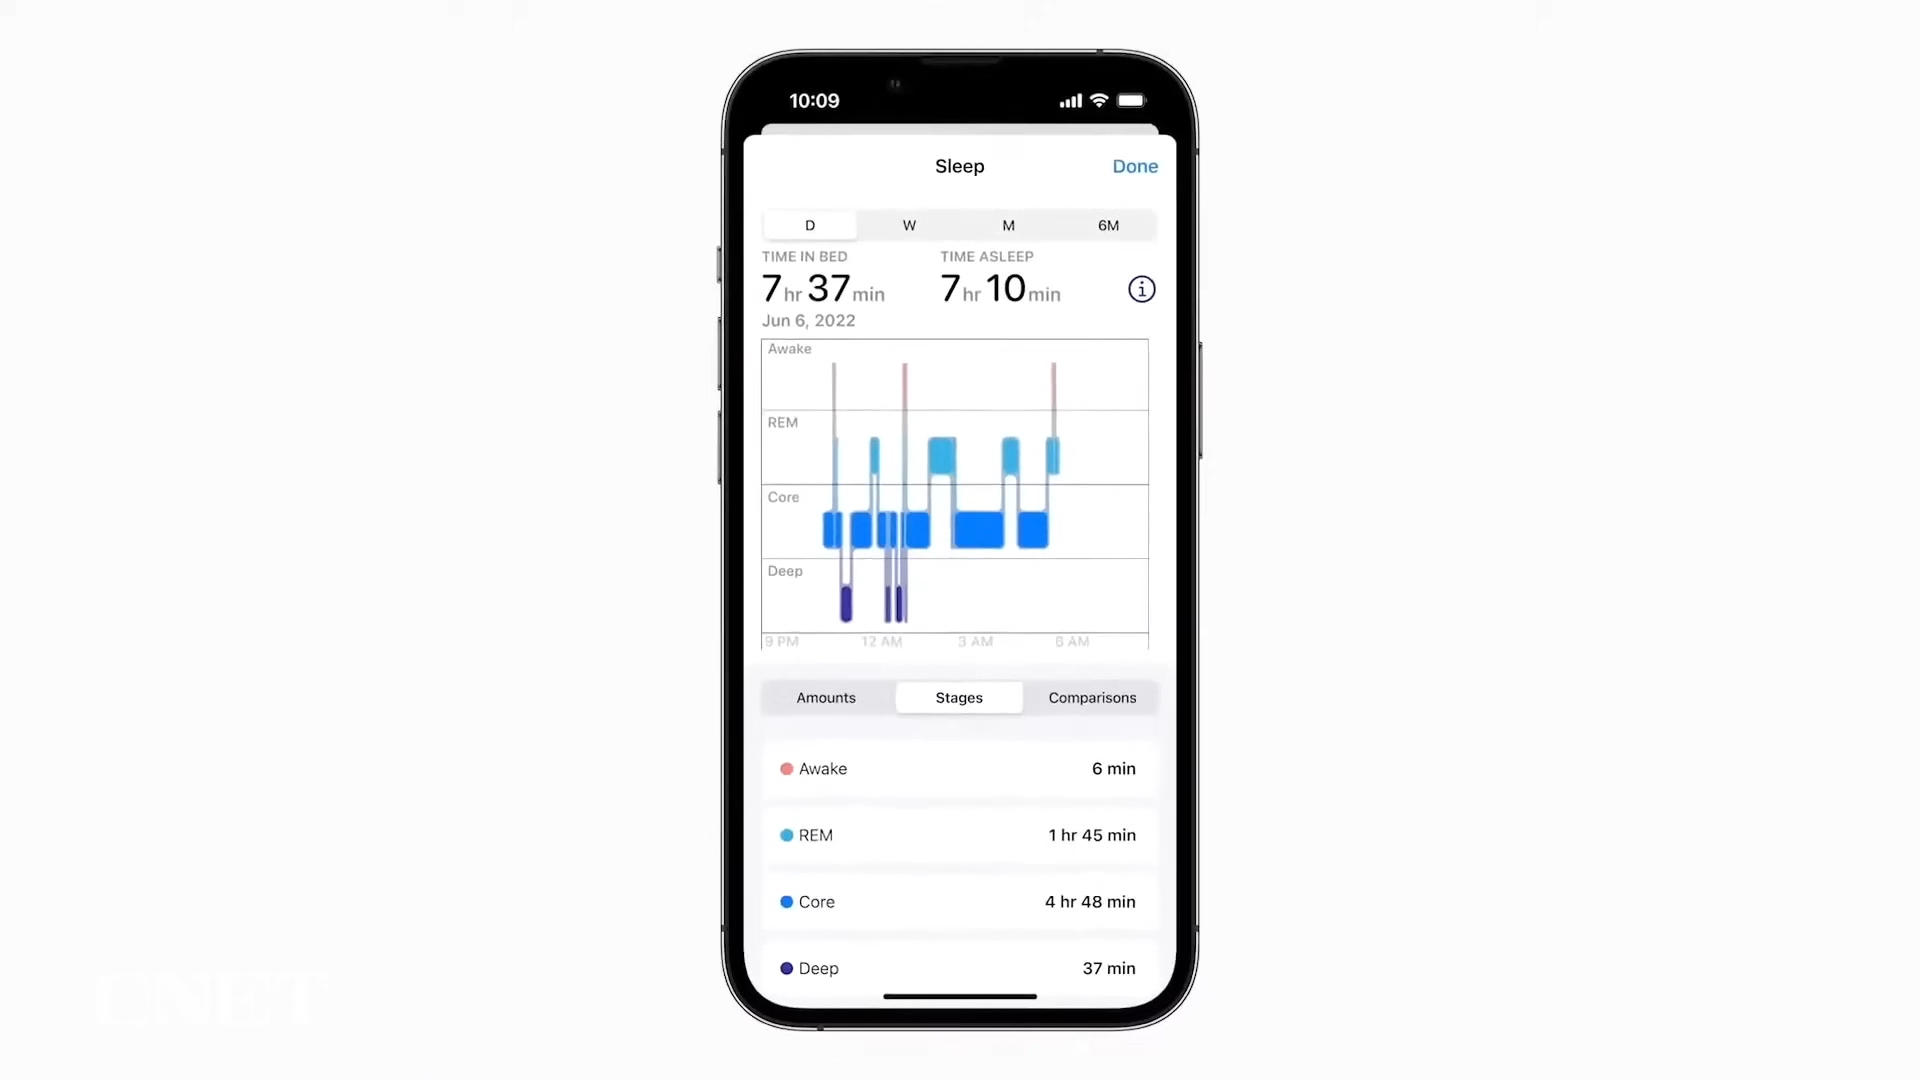 10:09
Sleep Done
D W M 6M
TIME IN BED TIME ASLEEP
7 hr 37 min 7 hr 10 min
Jun 6, 2022
Awake
REM
Core
Deep
9 PM 12 AM 3 AM 6 AM
Amounts Stages Comparisons
Awake 6 min
REM 1 hr 45 min
Core 4 hr 48 min
Deep 37 min
CNET